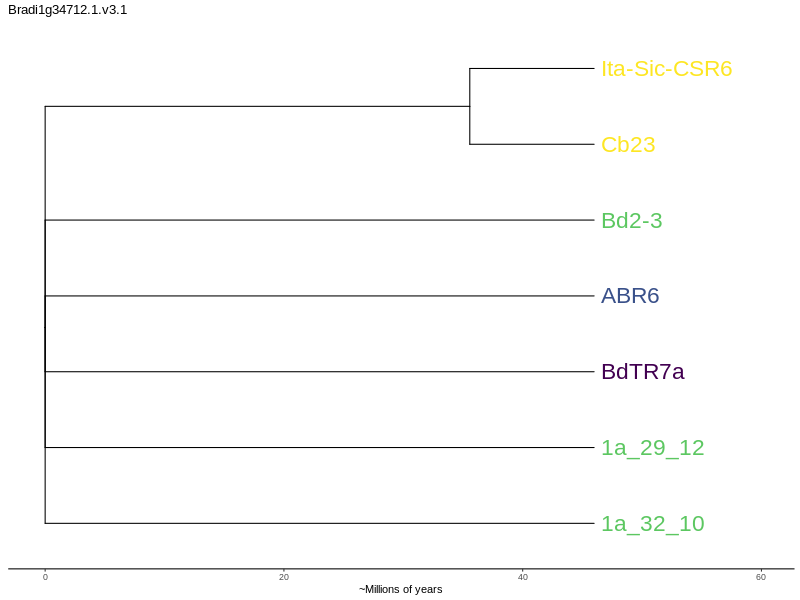 Bradi1g34712.1.v3.1
Ita-Sic-CSR6
Cb23
Bd2-3
ABR6
BdTR7a
1a_29_12
1a_32_10
0 20 40 60
~Millions of years